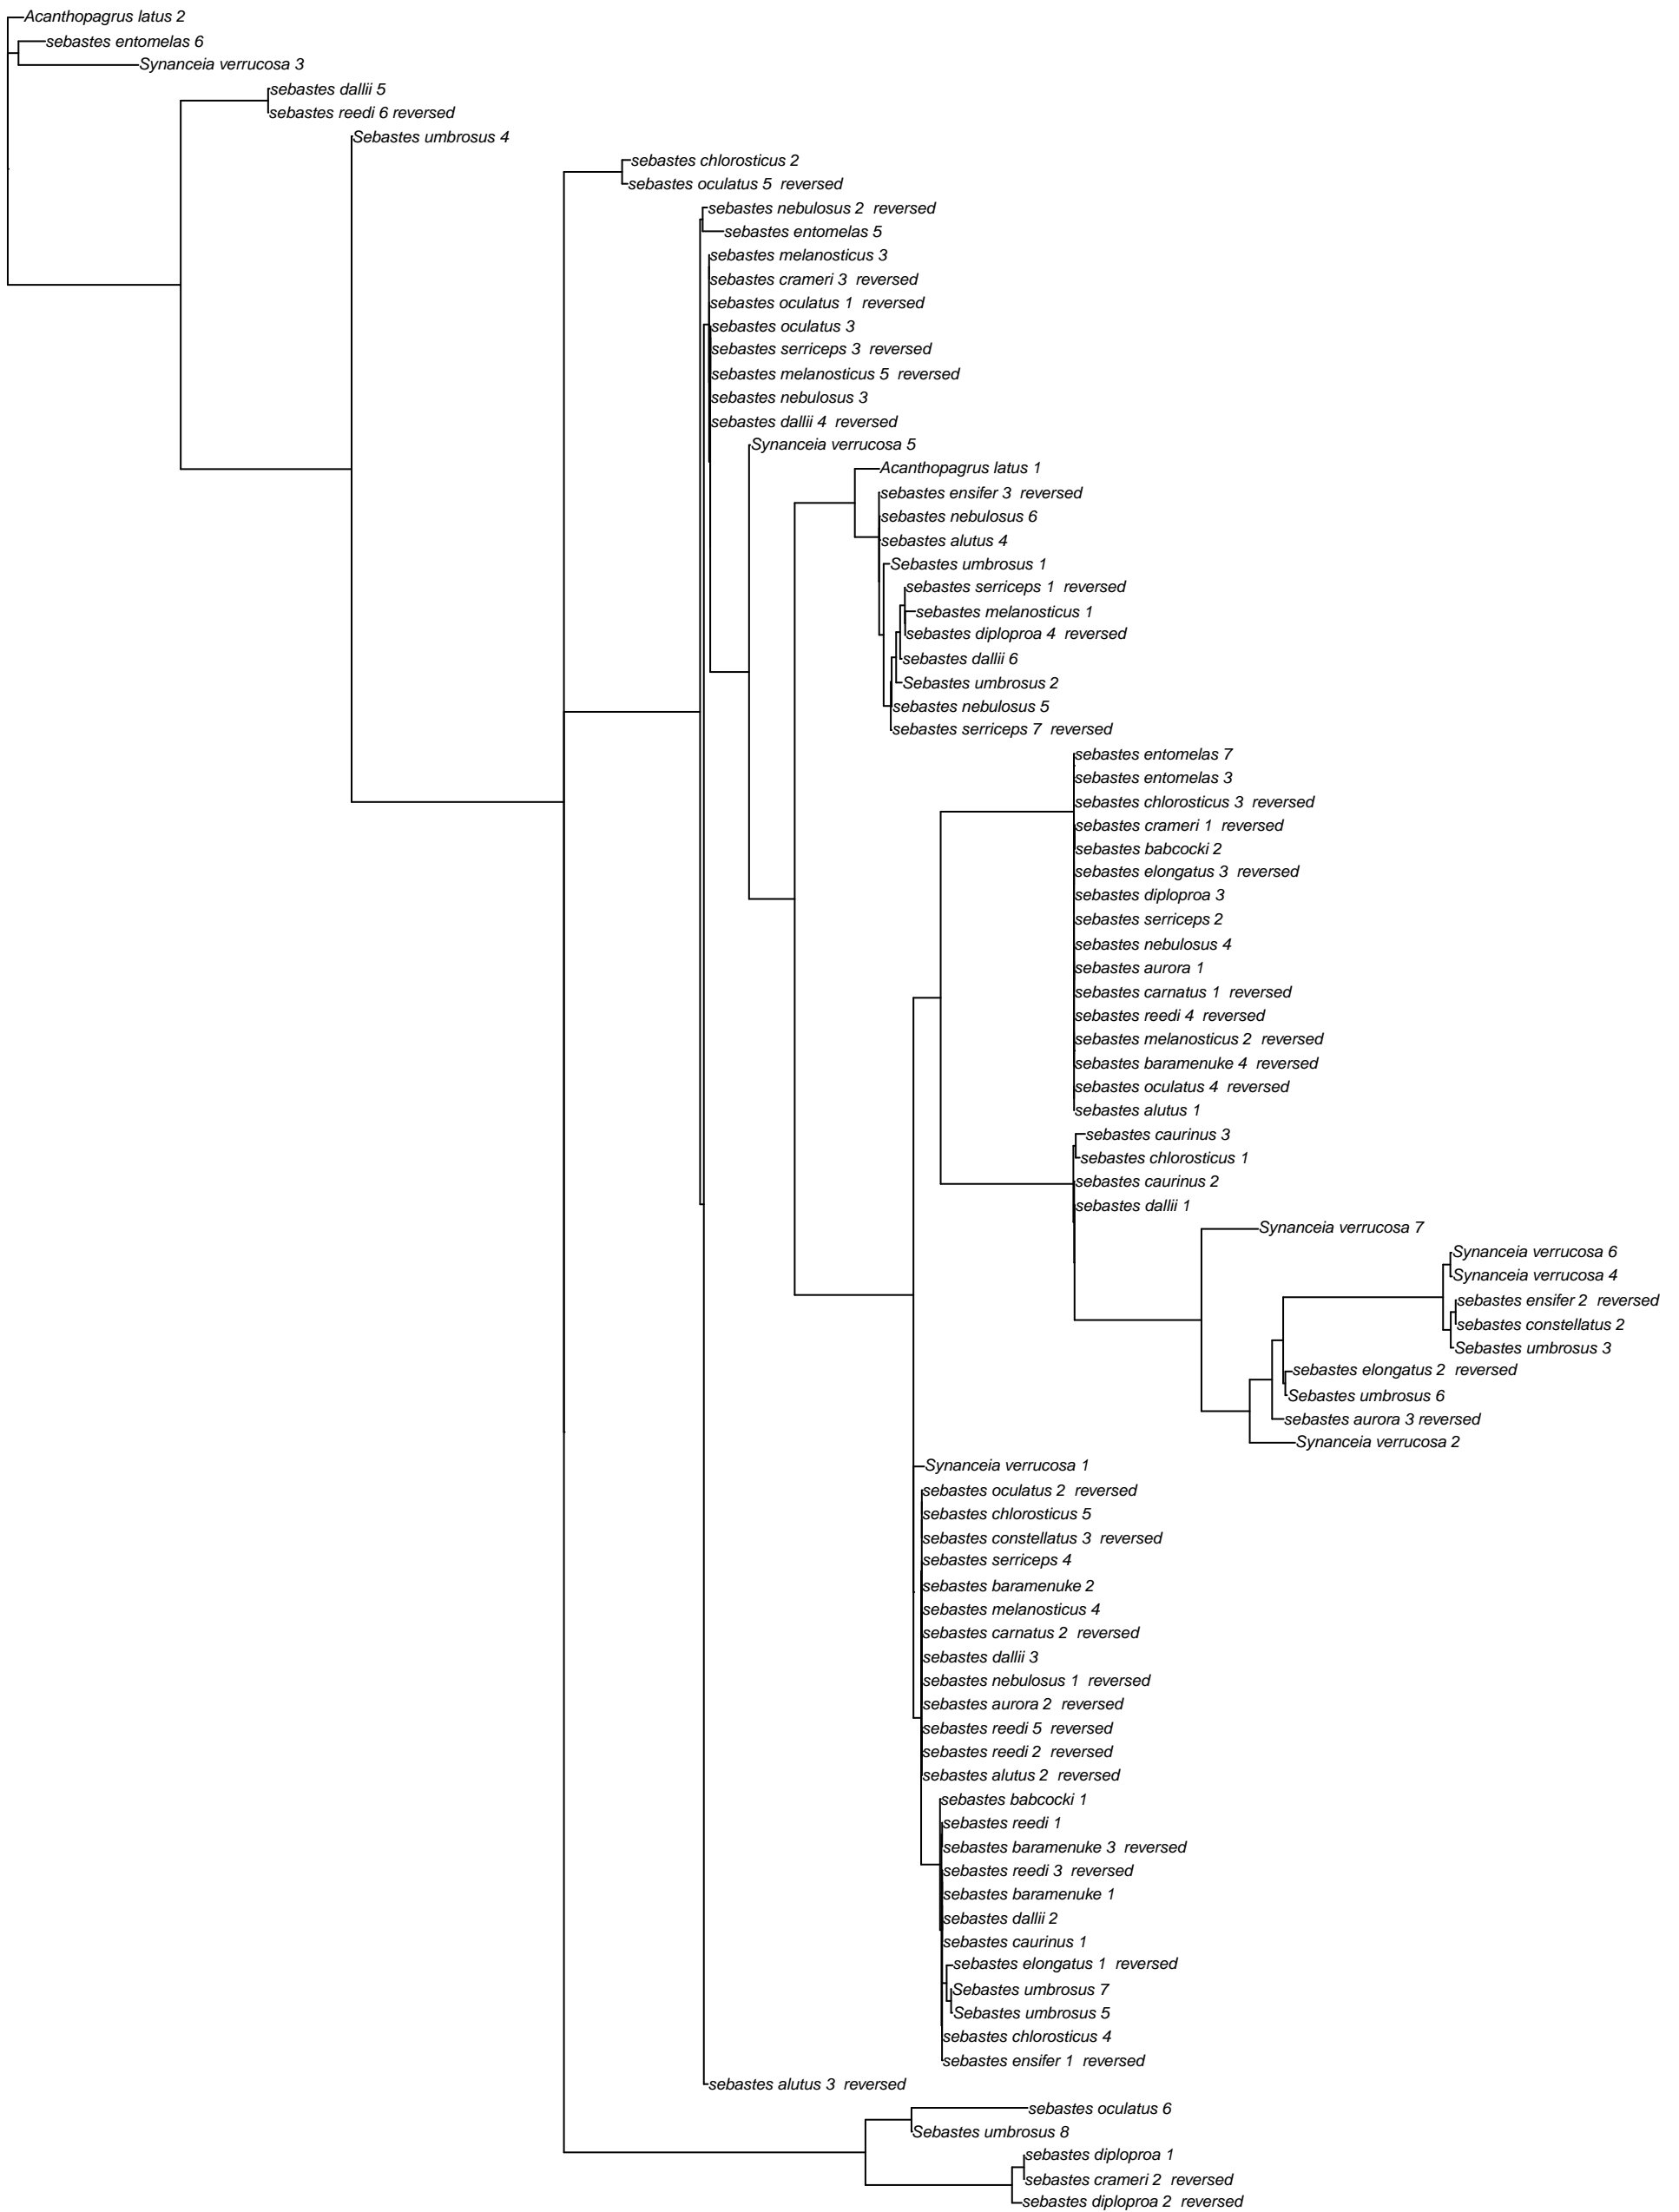 Acanthopagrus latus 2
sebastes entomelas 6
Synanceia verrucosa 3
sebastes dallii 5
sebastes reedi 6 reversed
Sebastes umbrosus 4
sebastes chlorosticus 2
sebastes oculatus 5 reversed
sebastes nebulosus 2 reversed
sebastes entomelas 5
sebastes melanosticus 3
sebastes crameri 3 reversed
sebastes oculatus 1 reversed
sebastes oculatus 3
sebastes serriceps 3 reversed
sebastes melanosticus 5 reversed
sebastes nebulosus 3
sebastes dallii 4 reversed
Synanceia verrucosa 5
Acanthopagrus latus 1
sebastes ensifer 3 reversed
sebastes nebulosus 6
sebastes alutus 4
Sebastes umbrosus 1
sebastes serriceps 1 reversed
sebastes melanosticus 1
sebastes diploproa 4 reversed
sebastes dallii 6
Sebastes umbrosus 2
sebastes nebulosus 5
sebastes serriceps 7 reversed
sebastes entomelas 7
sebastes entomelas 3
sebastes chlorosticus 3 reversed
sebastes crameri 1 reversed
sebastes babcocki 2
sebastes elongatus 3 reversed
sebastes diploproa 3
sebastes serriceps 2
sebastes nebulosus 4
sebastes aurora 1
sebastes carnatus 1 reversed
sebastes reedi 4 reversed
sebastes melanosticus 2 reversed
sebastes baramenuke 4 reversed
sebastes oculatus 4 reversed
sebastes alutus 1
sebastes caurinus 3
sebastes chlorosticus 1
sebastes caurinus 2
sebastes dallii 1
Synanceia verrucosa 7
Synanceia verrucosa 6
Synanceia verrucosa 4
sebastes ensifer 2 reversed
sebastes constellatus 2
Sebastes umbrosus 3
sebastes elongatus 2 reversed
Sebastes umbrosus 6
sebastes aurora 3 reversed
Synanceia verrucosa 2
Synanceia verrucosa 1
sebastes oculatus 2 reversed
sebastes chlorosticus 5
sebastes constellatus 3 reversed
sebastes serriceps 4
sebastes baramenuke 2
sebastes melanosticus 4
sebastes carnatus 2 reversed
sebastes dallii 3
sebastes nebulosus 1 reversed
sebastes aurora 2 reversed
sebastes reedi 5 reversed
sebastes reedi 2 reversed
sebastes alutus 2 reversed
sebastes babcocki 1
sebastes reedi 1
sebastes baramenuke 3 reversed
sebastes reedi 3 reversed
sebastes baramenuke 1
sebastes dallii 2
sebastes caurinus 1
sebastes elongatus 1 reversed
Sebastes umbrosus 7
Sebastes umbrosus 5
sebastes chlorosticus 4
sebastes ensifer 1 reversed
sebastes alutus 3 reversed
sebastes oculatus 6
Sebastes umbrosus 8
sebastes diploproa 1
sebastes crameri 2 reversed
sebastes diploproa 2 reversed